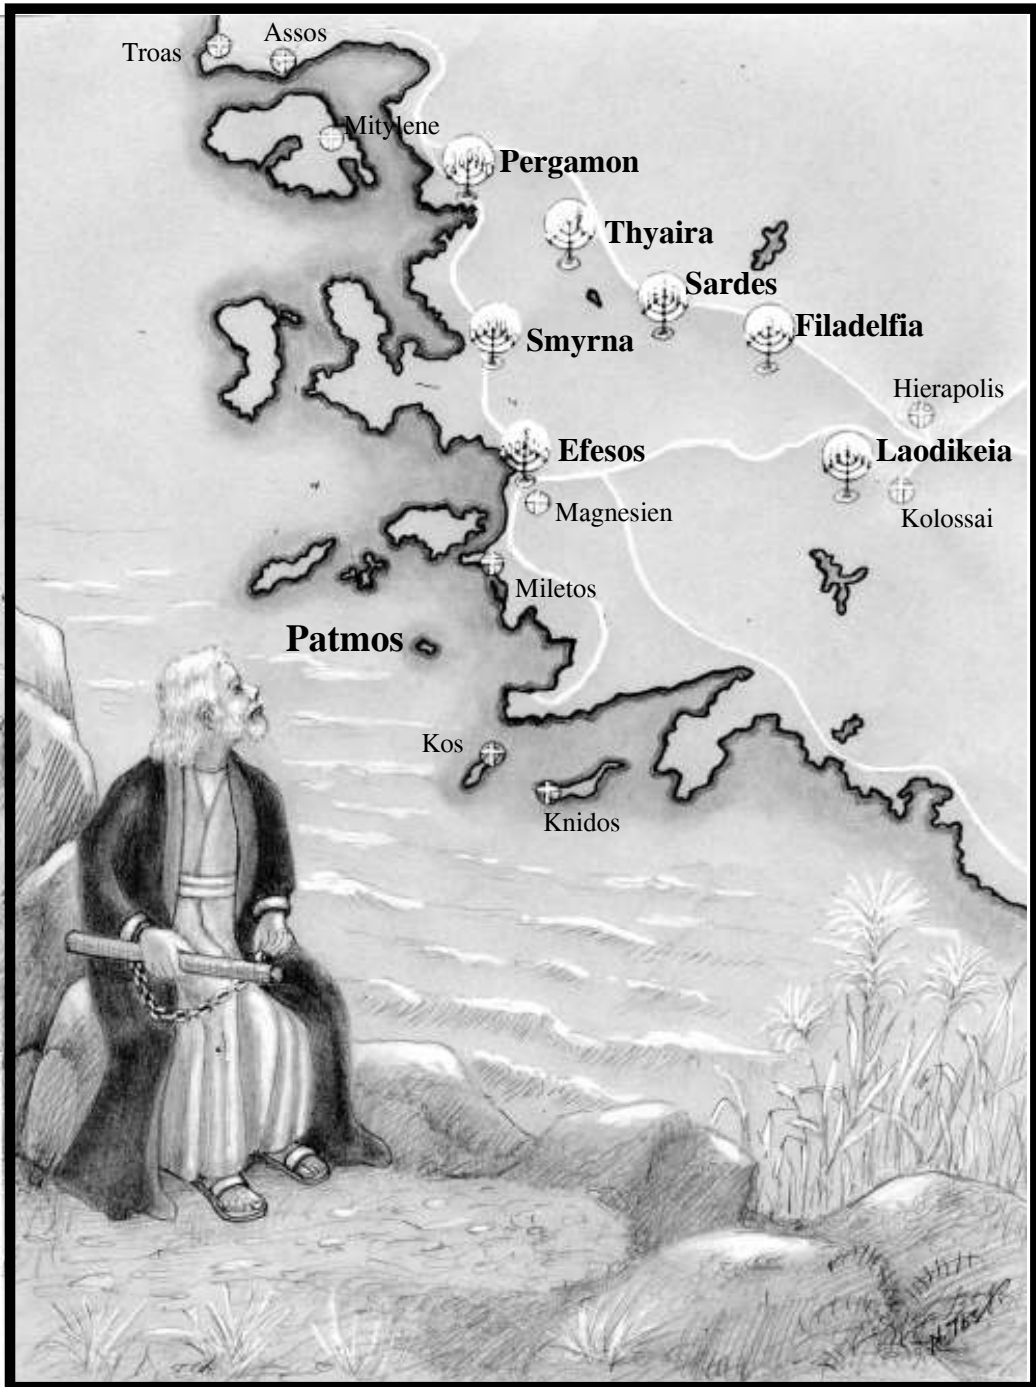 Assos
Troas
Mitylene
Pergamon
Thyaira
Sardes
Filadelfia
Smyrna
Hierapolis
Efesos
Laodikeia
Magnesien
Kolossai
Miletos
Patmos
Kos
Knidos